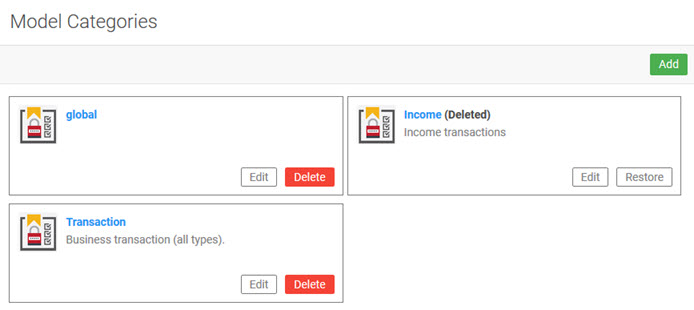 Model Categories
Add
global
Edit Delete
Income (Deleted)
Income transactions
Edit Restore
Transaction
Business transaction (all types).
Edit Delete